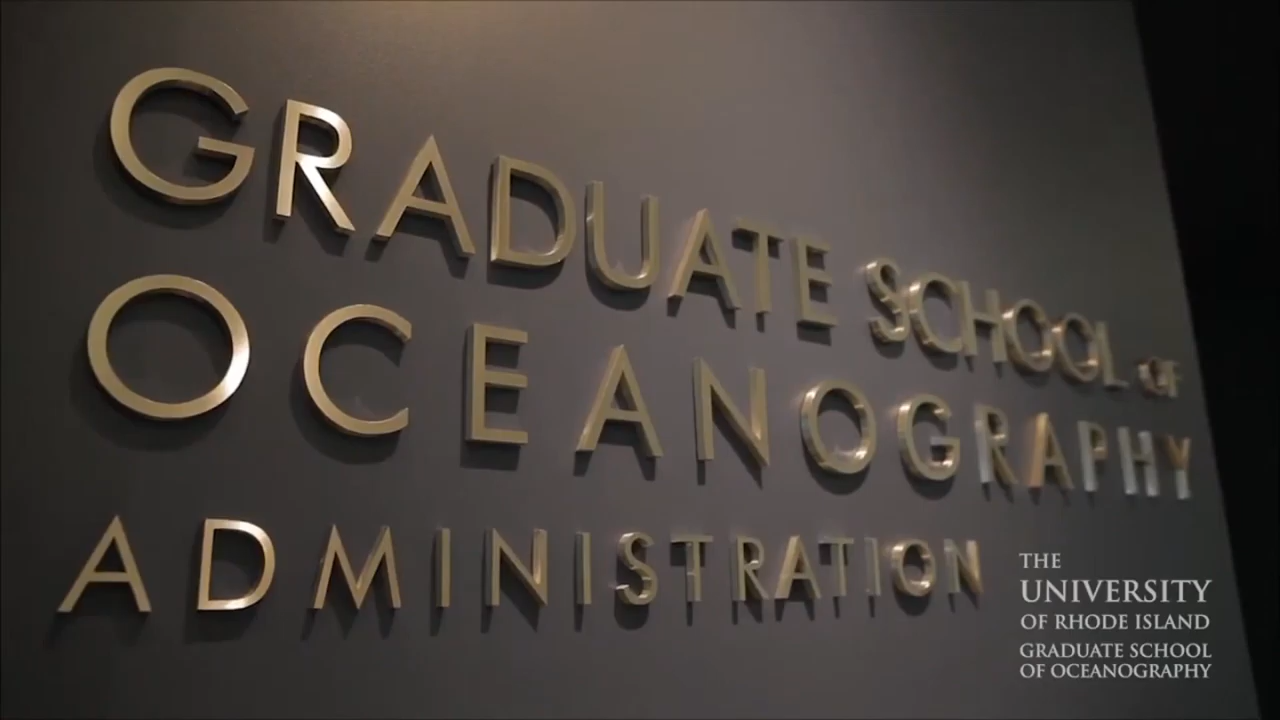 GRADUATE SCHOOL OF
OCEANOGRAPHY
ADMINISTRATION
THE
UNIVERSITY
OF RHODE ISLAND
GRADUATE SCHOOL
OF OCEANOGRAPHY